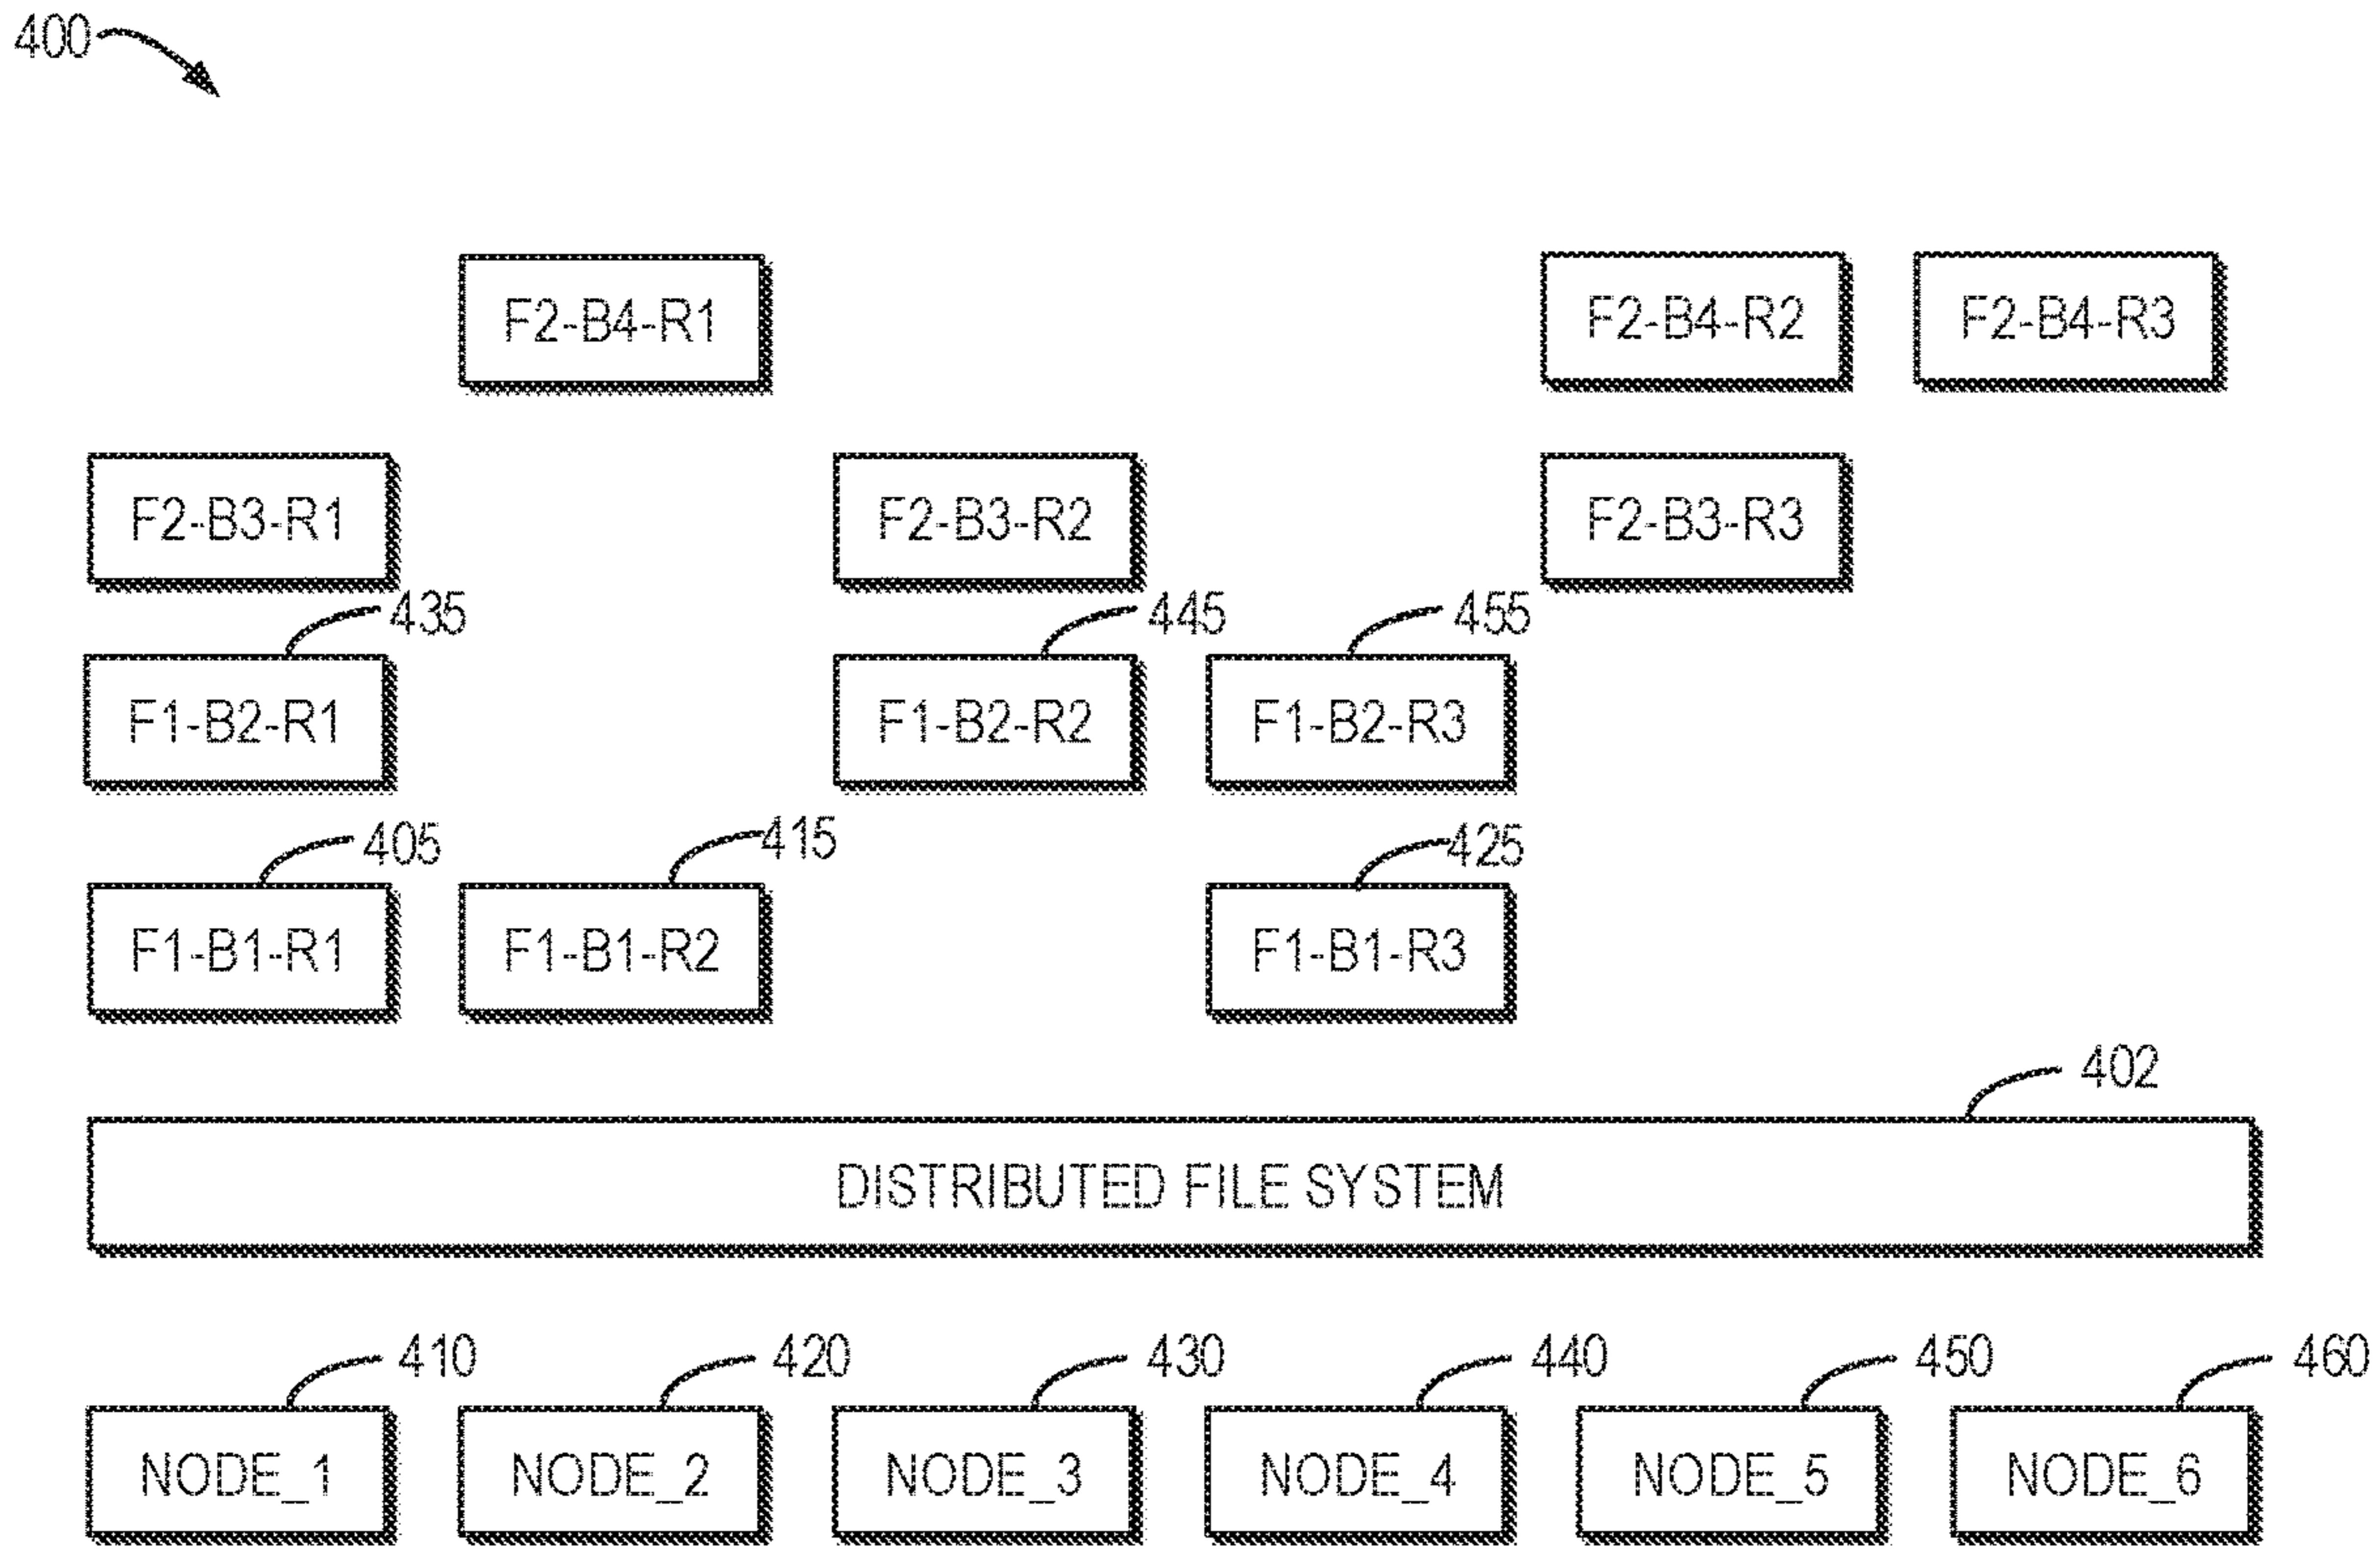 400
F2-B4-R1 F2-B4-R2 F2-B4-R3
F2-B3-R1 F2-B3-R2 F2-B3-R3
435 445 455
F1-B2-R1 F1-B2-R2 F1-B2-R3
405 415 425
F1-B1-R1 F1-B1-R2 F1-B1-R3
402
DISTRIBUTED FILE SYSTEM
410 420 430 440 450 460
NODE_1 NODE_2 NODE_3 NODE_4 NODE_5 NODE_6